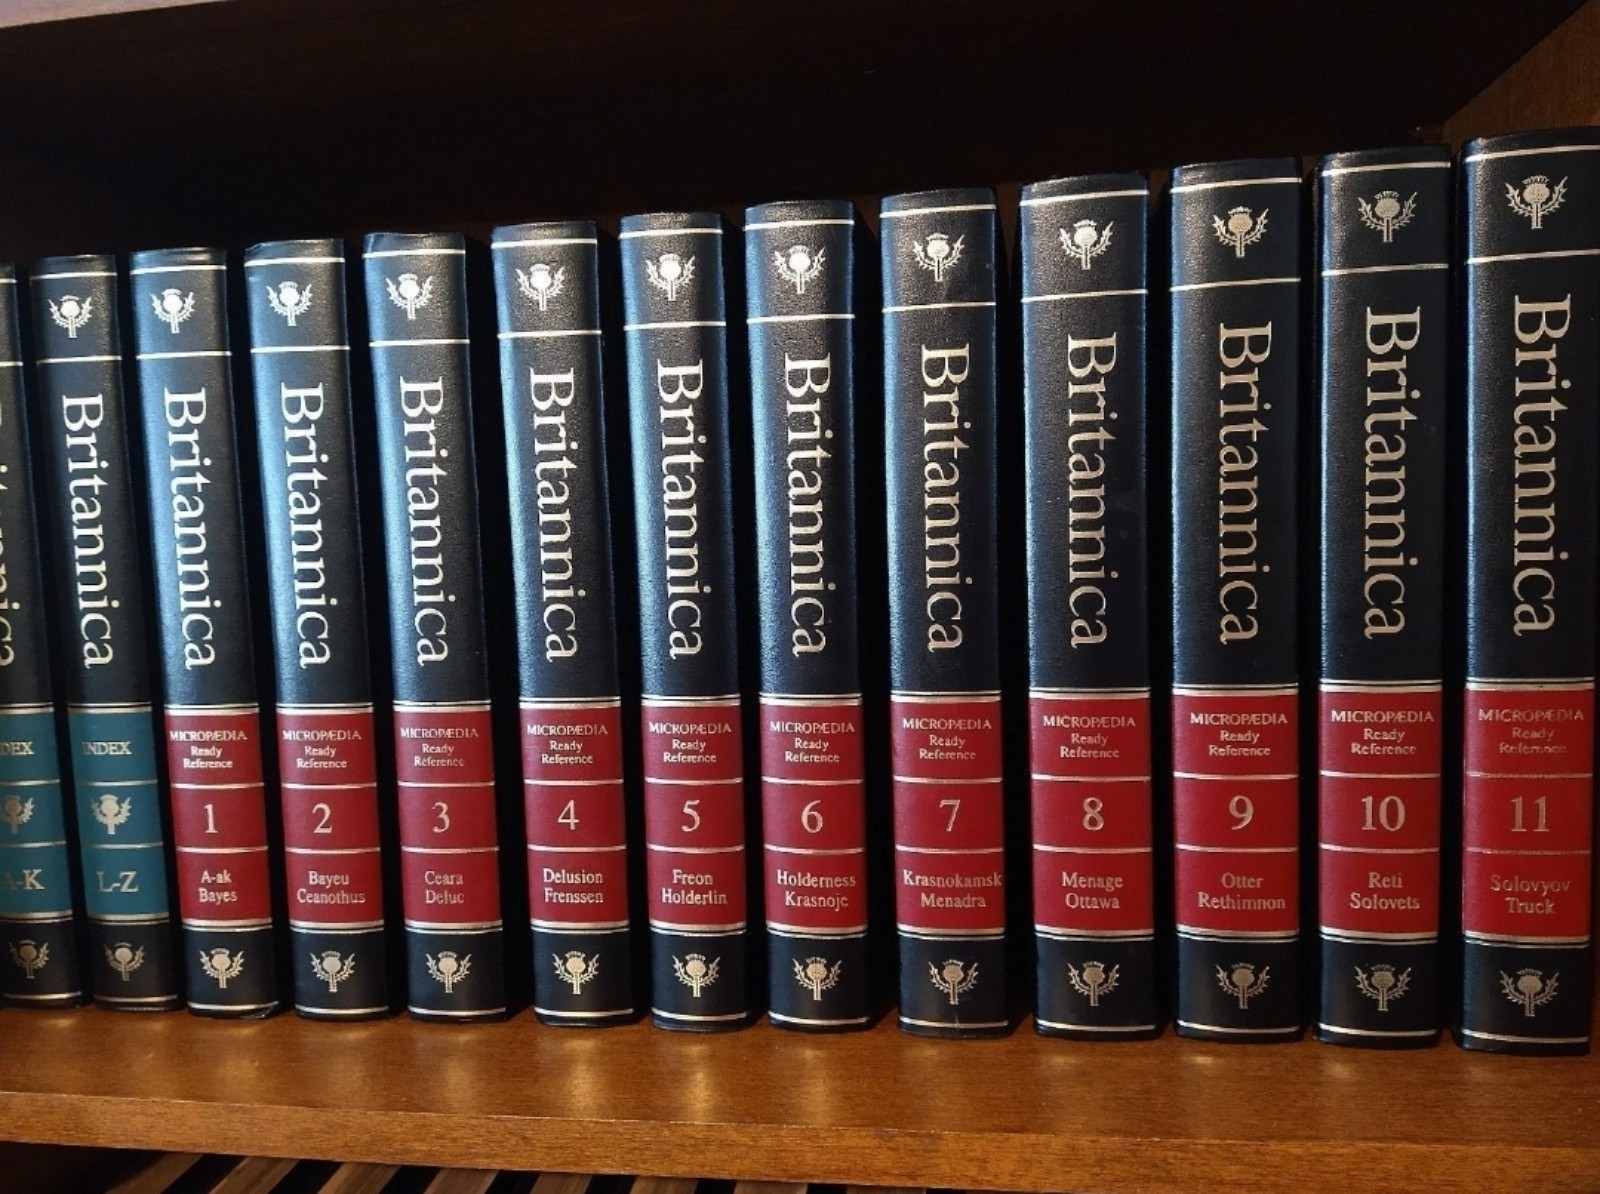 Britannica
INDEX
L-Z
Britannica
MICROPÆDIA
Ready
Reference
1
A-ak
Bayes
Britannica
MICROPÆDIA
Ready
Reference
2
Bayeu
Ceanothus
Britannica
MICROPÆDIA
Ready
Reference
3
Ceara
Deluc
Britannica
MICROPÆDIA
Ready
Reference
4
Delusion
Frenssen
Britannica
MICROPÆDIA
Ready
Reference
5
Freon
Holderlin
Britannica
MICROPÆDIA
Ready
Reference
6
Holderness
Krasnoje
Britannica
MICROPÆDIA
Ready
Reference
7
Krasnokamsk
Menadra
Britannica
MICROPÆDIA
Ready
Reference
8
Menage
Ottawa
Britannica
MICROPÆDIA
Ready
Reference
9
Otter
Rethimnon
Britannica
MICROPÆDIA
Ready
Reference
10
Reti
Solovets
Britannica
MICROPÆDIA
Ready
Reference
11
Solovyov
Truck